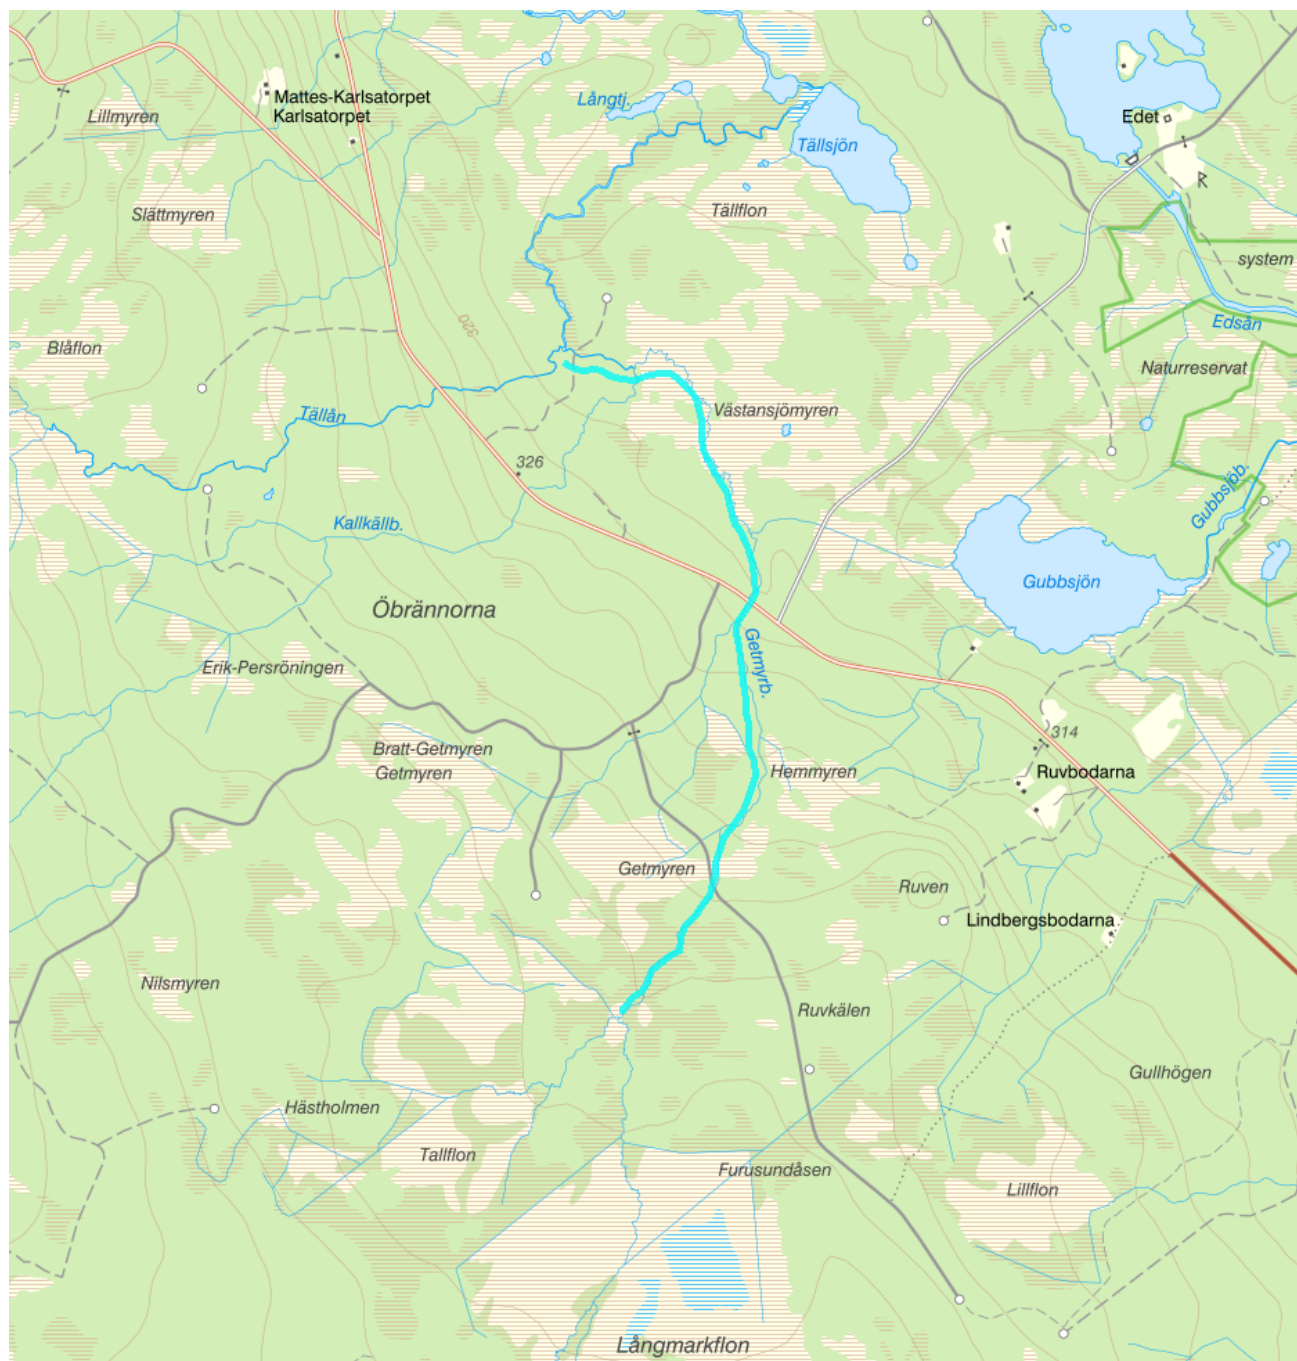 Mattes-Karlsatorpet
Karlsatorpet
Lillmyren
Långtj.
Tällsjön
Edet
R
Slättmyren
Tällflon
system
320
Edsån
Blåflon
Naturreservat
Tällån
Västansjömyren
326
Gubbsjöb.
Kallkällb.
Gubbsjön
Öbrännorna
Getmyrb.
Erik-Persröningen
314
Bratt-Getmyren
Getmyren
Hemmyren
Ruvbodarna
Getmyren
Ruven
Lindbergsbodarna
Nilsmyren
Ruvkälen
Gullhögen
Hästholmen
Tallflon
Furusundåsen
Lillflon
Långmarkflon